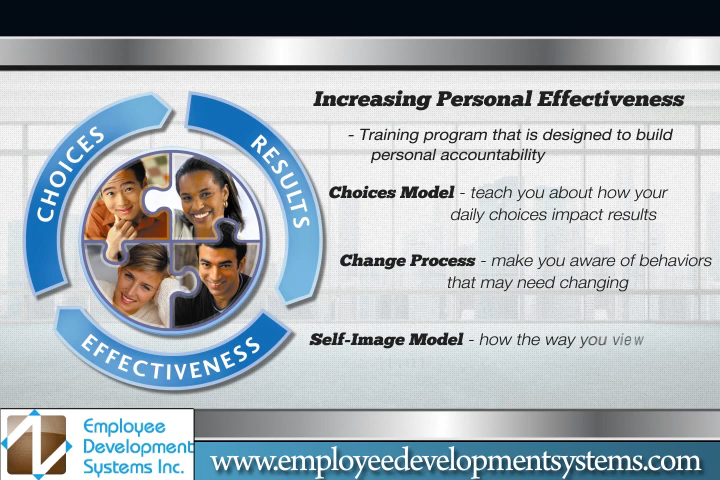 Increasing Personal Effectiveness
- Training program that is designed to build
personal accountability
CHOICES
RESULTS
EFFECTIVENESS
Choices Model - teach you about how your
daily choices impact results
Change Process - make you aware of behaviors
that may need changing
Self-Image Model - how the way you view
Employee
Development
Systems Inc.
www.employeedevelopmentsystems.com